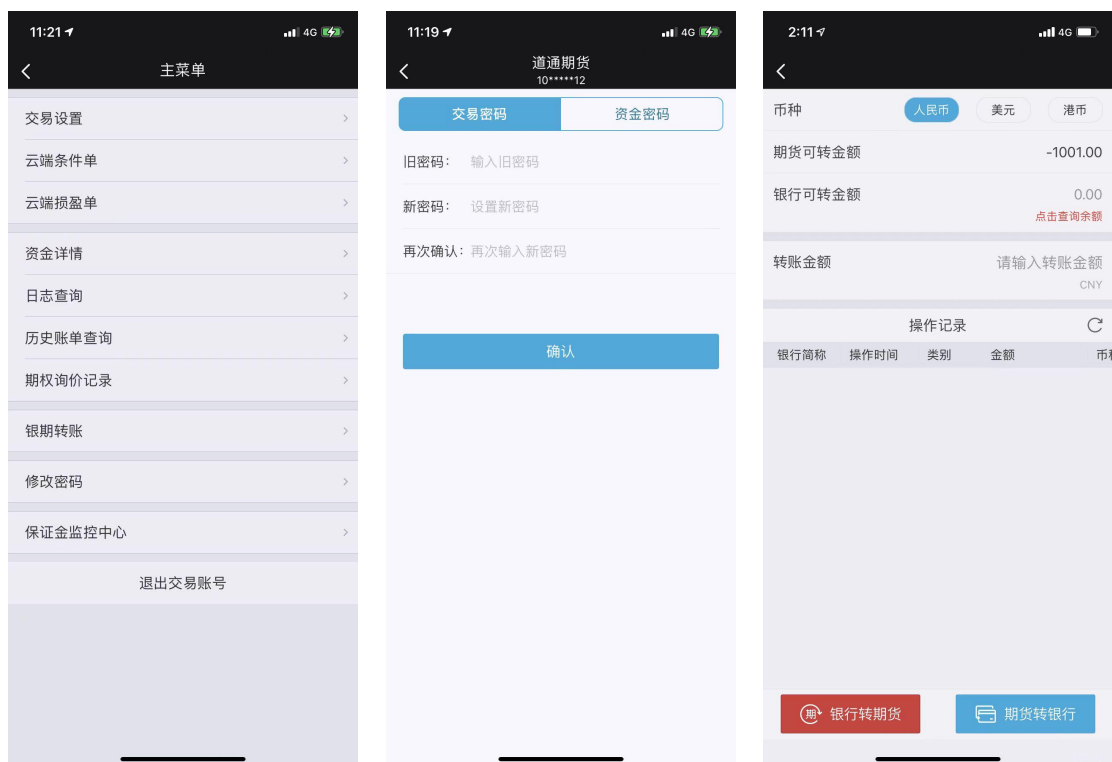 11:21
4G
主菜单
交易设置
云端条件单
云端损盈单
资金详情
日志查询
历史账单查询
期权询价记录
银期转账
修改密码
保证金监控中心
退出交易账号
11:19
4G
道通期货
10*****12
交易密码 资金密码
旧密码： 输入旧密码
新密码： 设置新密码
再次确认： 再次输入新密码
确认
2:11
4G
币种 人民币 美元 港币
期货可转金额 -1001.00
银行可转金额 0.00
点击查询余额
转账金额 请输入转账金额
CNY
操作记录
银行简称 操作时间 类别 金额 币
期 银行转期货 期货转银行